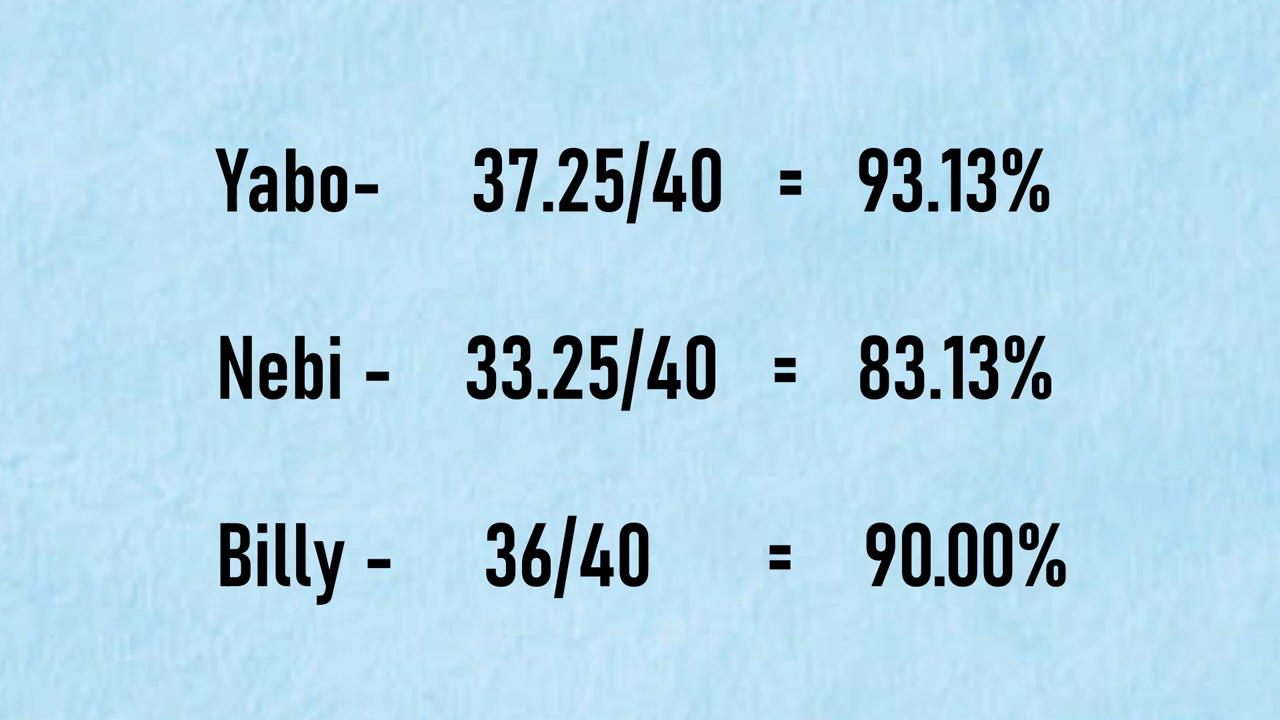 Yabo- 37.25/40 = 93.13%
Nebi - 33.25/40 = 83.13%
Billy - 36/40 = 90.00%